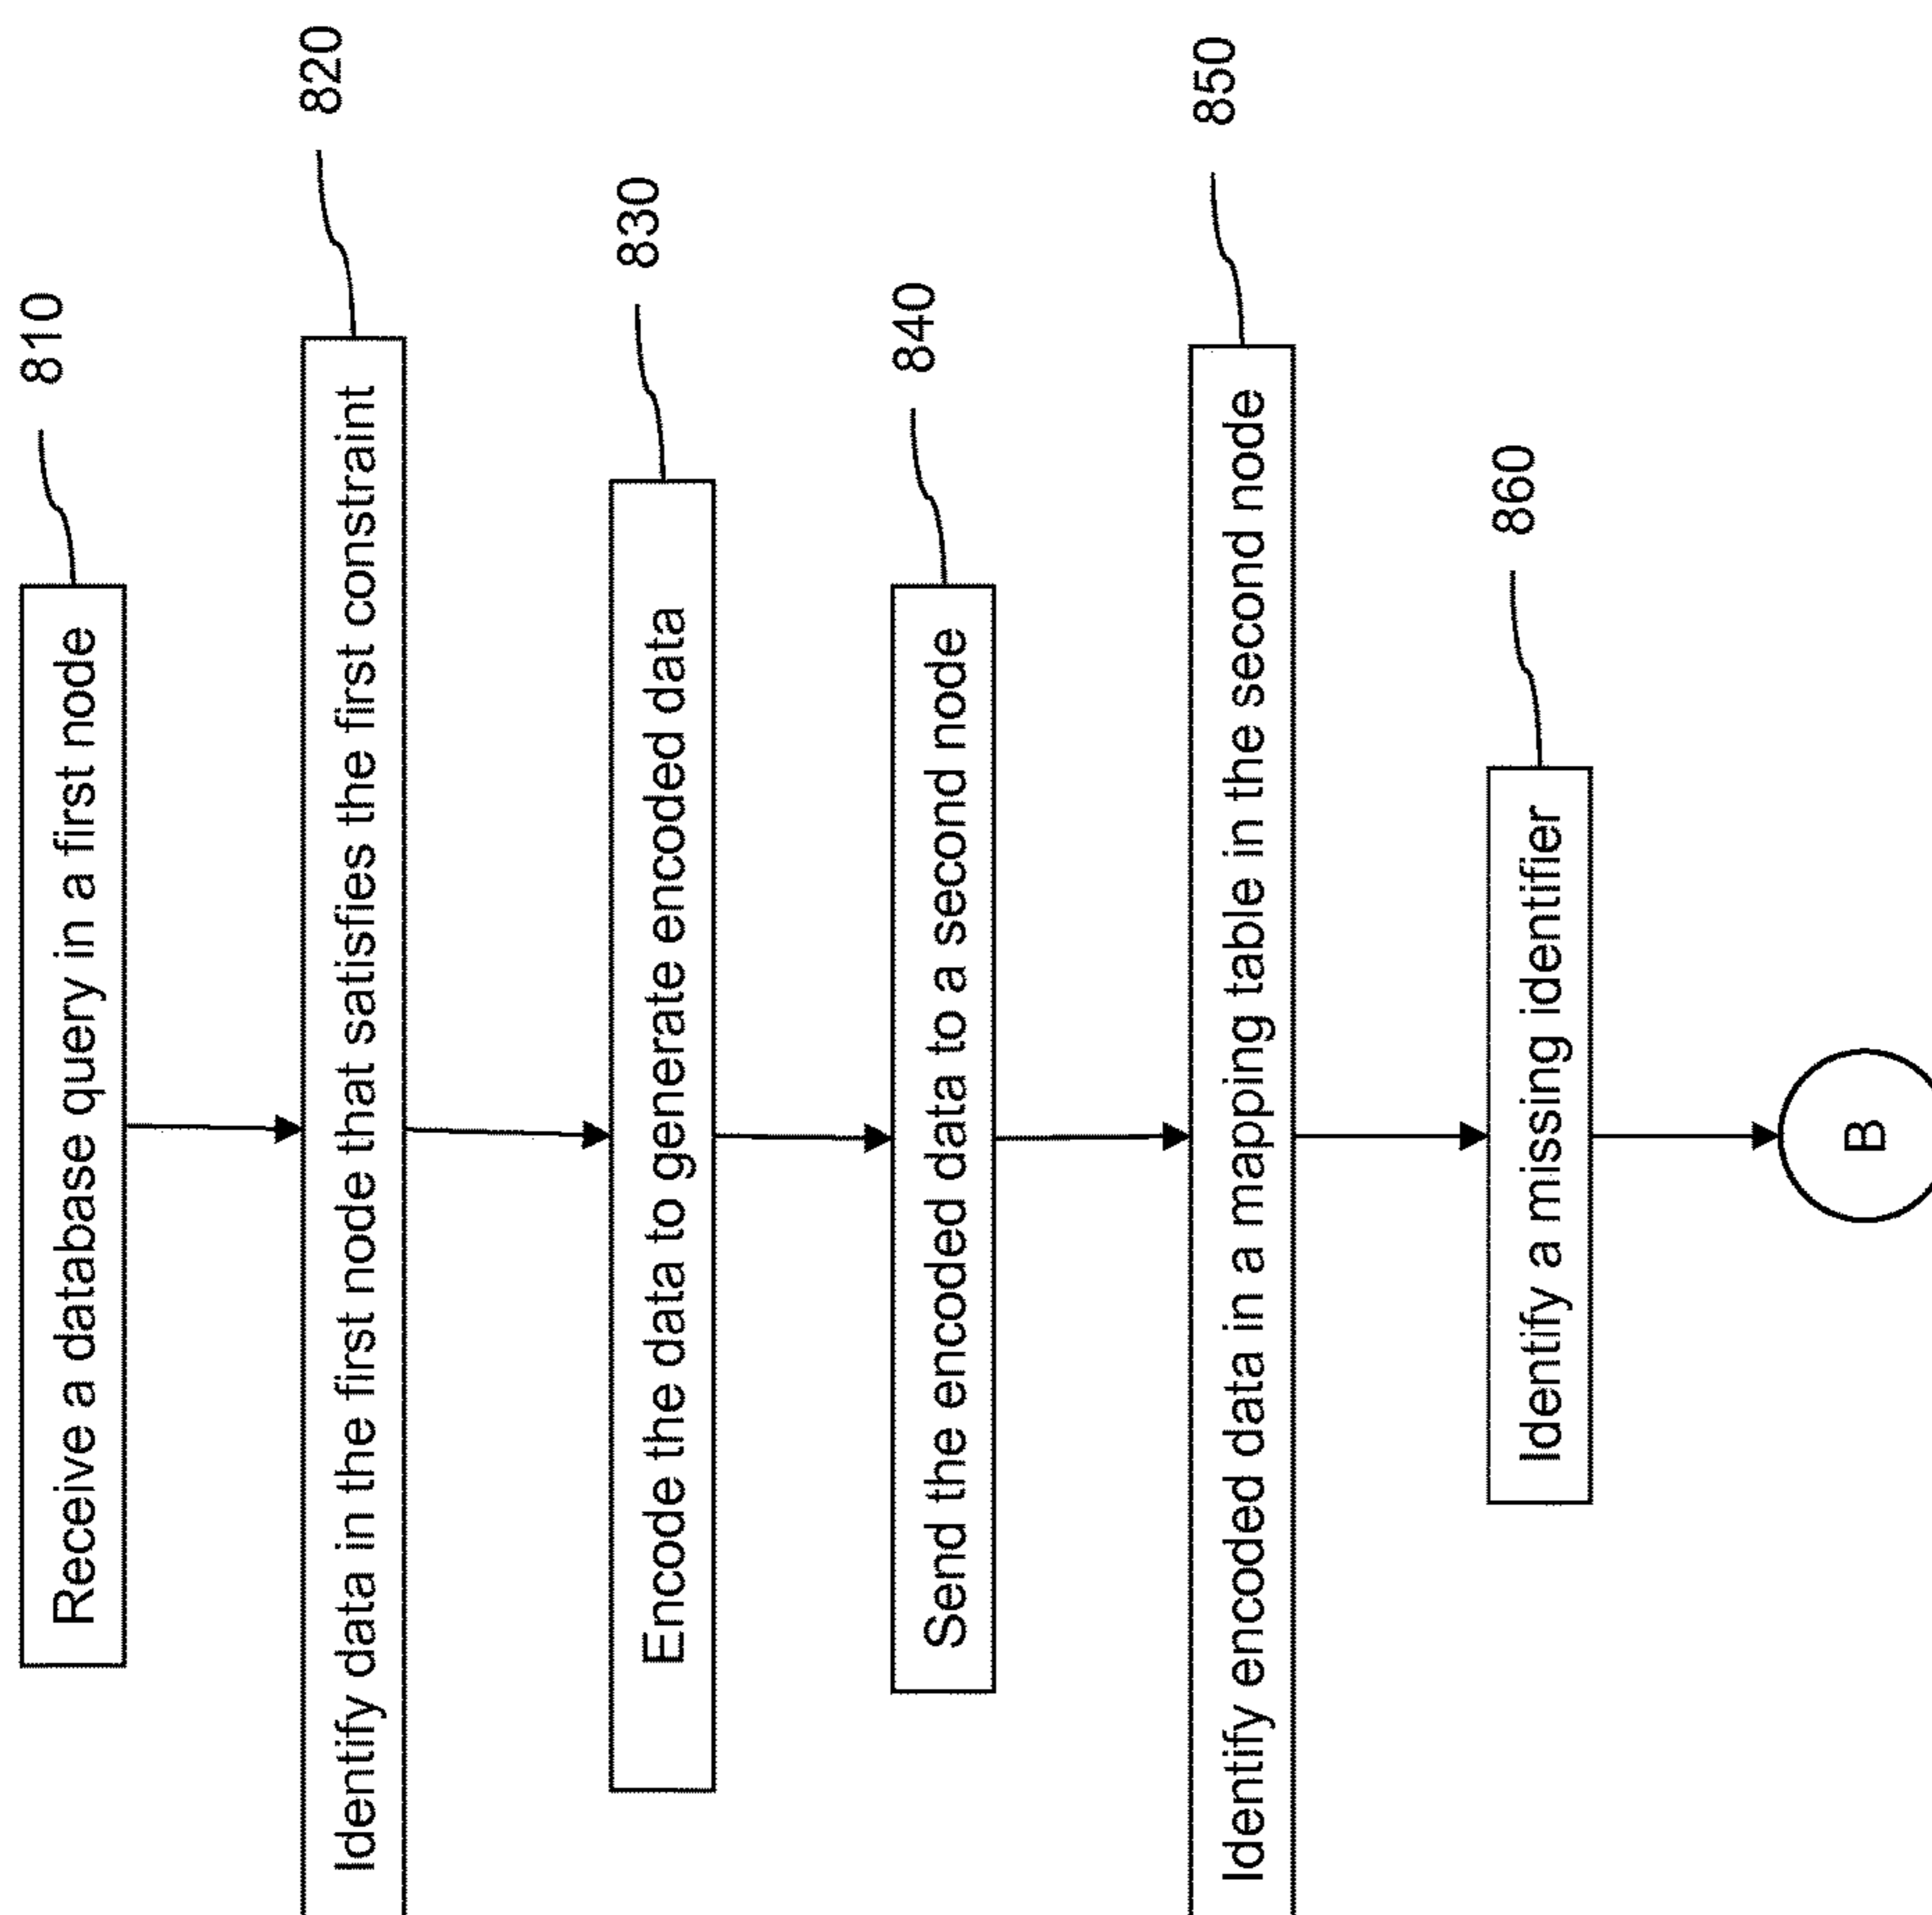 Receive a database query in a first node
810
Identify data in the first node that satisfies the first constraint
820
Encode the data to generate encoded data
830
Send the encoded data to a second node
840
Identify encoded data in a mapping table in the second node
850
Identify a missing identifier
860
B